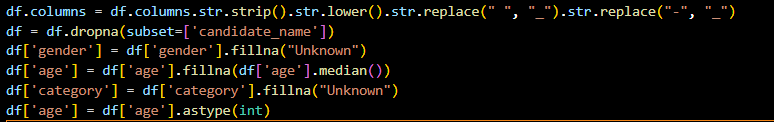 df.columns = df.columns.str.strip().str.lower().str.replace(" ", "_").str.replace("-", "_")
df = df.dropna(subset=['candidate_name'])
df['gender'] = df['gender'].fillna("Unknown")
df['age'] = df['age'].fillna(df['age'].median())
df['category'] = df['category'].fillna("Unknown")
df['age'] = df['age'].astype(int)